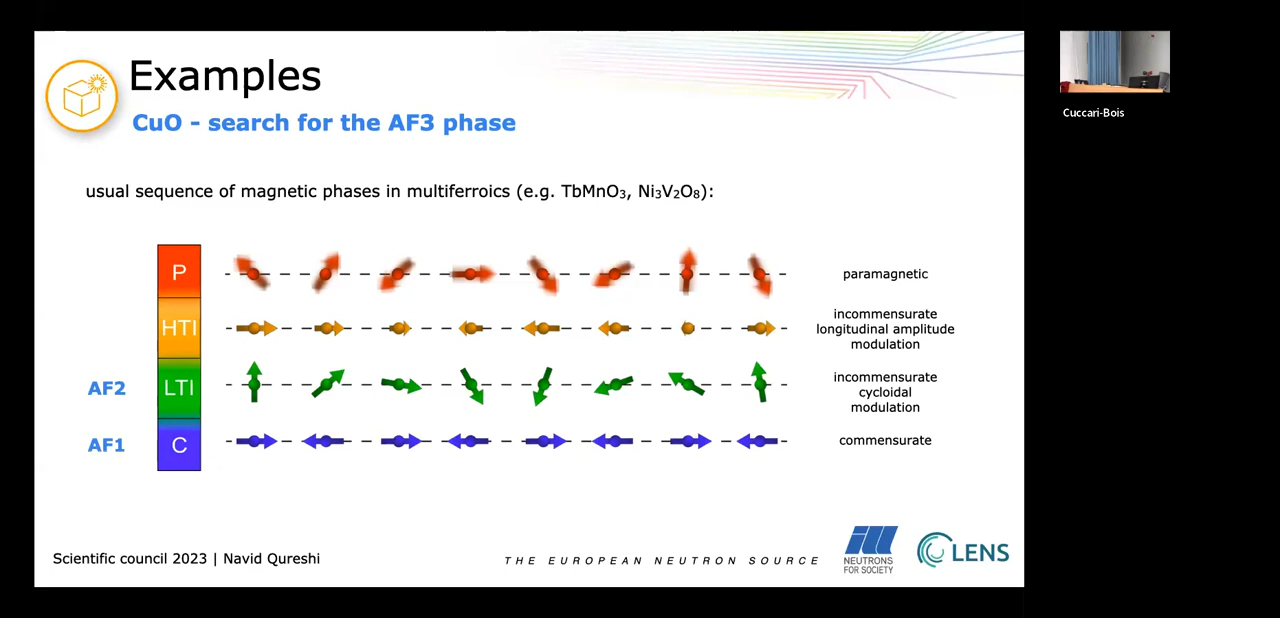 Examples
CuO - search for the AF3 phase
usual sequence of magnetic phases in multiferroics (e.g. TbMnO₃, Ni₃V₂O₈):
P
paramagnetic
HTI
incommensurate
longitudinal amplitude
modulation
AF2
LTI
incommensurate
cycloidal
modulation
AF1
C
commensurate
Scientific council 2023 | Navid Qureshi
THE EUROPEAN NEUTRON SOURCE
ill
NEUTRONS
FOR SOCIETY
LENS
Cuccari-Bois